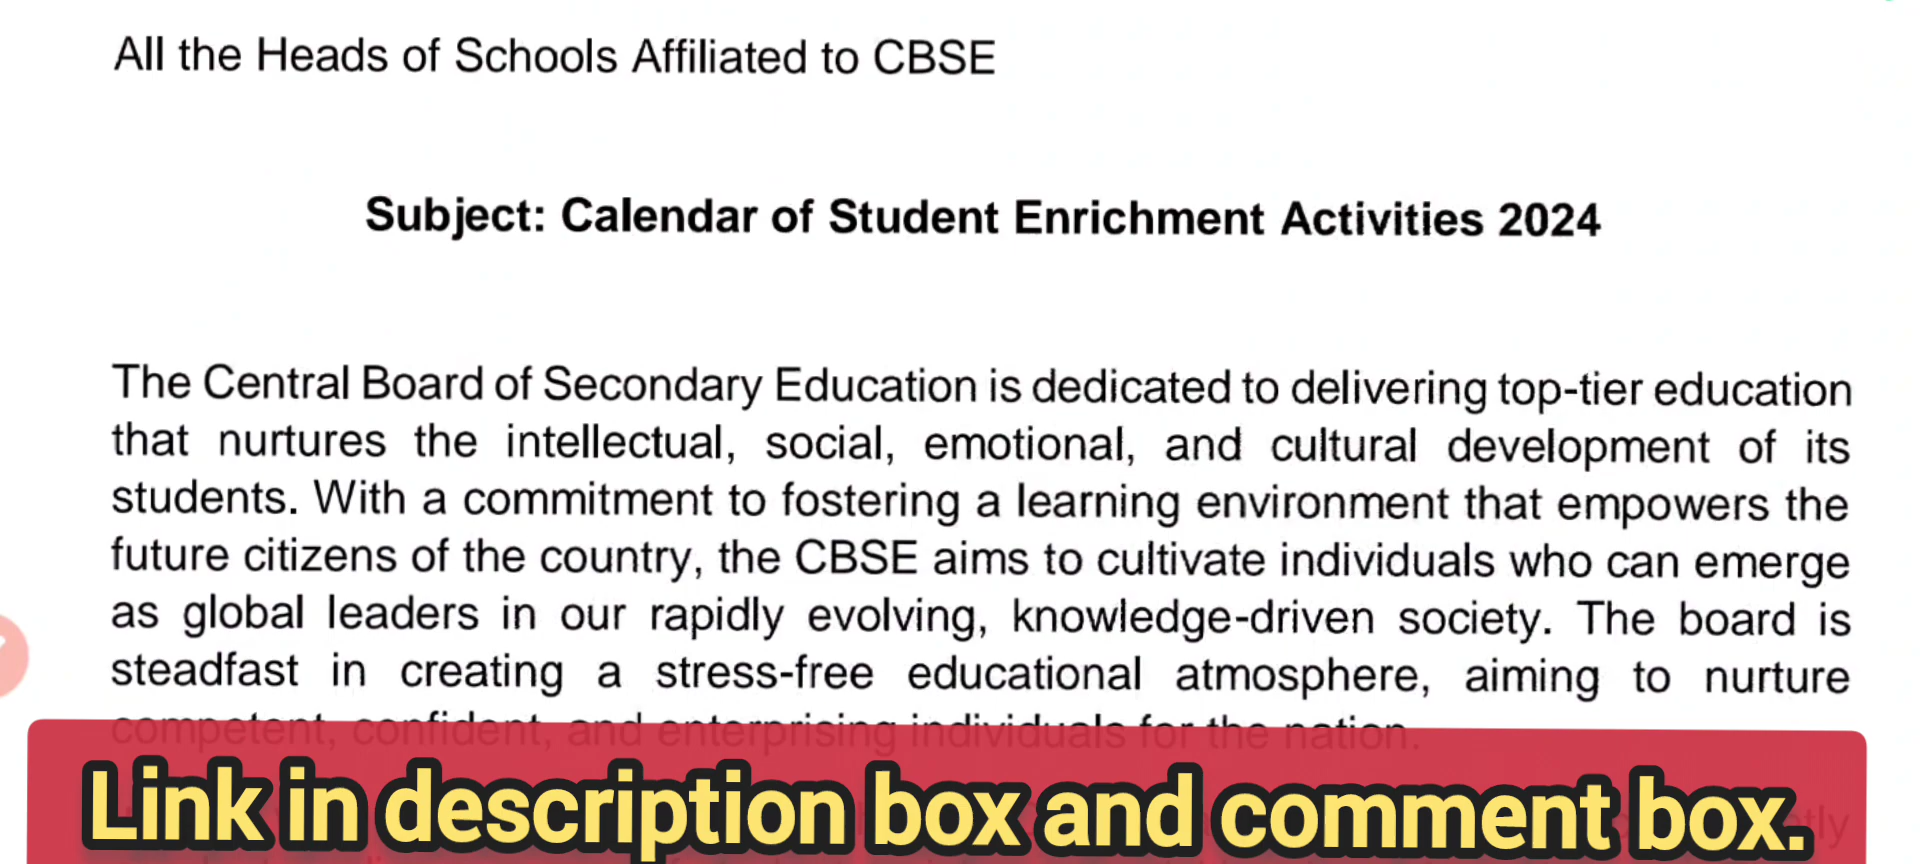 All the Heads of Schools Affiliated to CBSE
Subject: Calendar of Student Enrichment Activities 2024
The Central Board of Secondary Education is dedicated to delivering top-tier education
that nurtures the intellectual, social, emotional, and cultural development of its
students. With a commitment to fostering a learning environment that empowers the
future citizens of the country, the CBSE aims to cultivate individuals who can emerge
as global leaders in our rapidly evolving, knowledge-driven society. The board is
steadfast in creating a stress-free educational atmosphere, aiming to nurture
competent, confident, and enterprising individuals for the nation.
Link in description box and comment box.